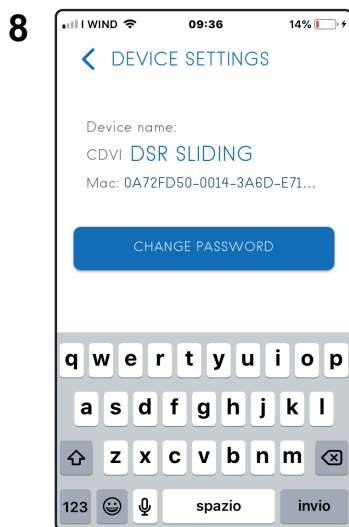 8
I WIND 09:36 14%
DEVICE SETTINGS
Device name:
CDVI DSR SLIDING
Mac: 0A72FD50-0014-3A6D-E71...
CHANGE PASSWORD
q w e r t y u i o p
a s d f g h j k l
z x c v b n m
123 spazio invio